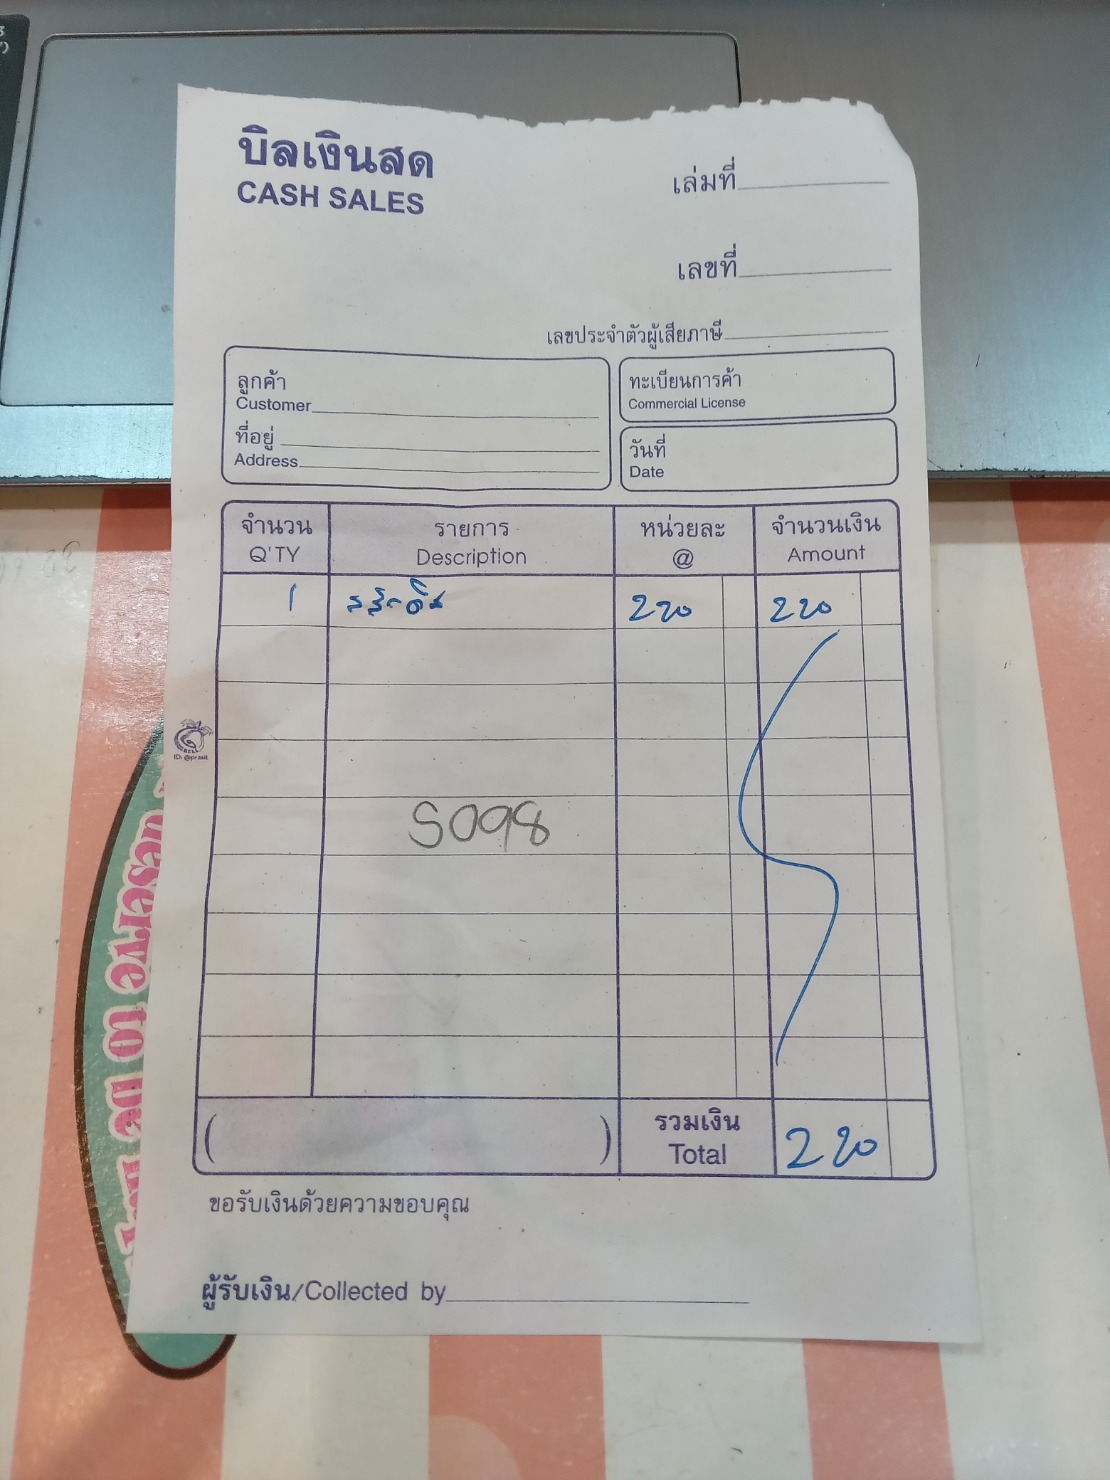 บิลเงินสด
CASH SALES
เล่มที่
เลขที่
เลขประจำตัวผู้เสียภาษี
ลูกค้า
Customer
ที่อยู่
Address
ทะเบียนการค้า
Commercial License
วันที่
Date
จำนวน รายการ หน่วยละ จำนวนเงิน
Q'TY Description @ Amount
1 220 220
S098
ID: @prasit
( ) รวมเงิน
Total 220
ขอรับเงินด้วยความขอบคุณ
ผู้รับเงิน/Collected by
deserve to be